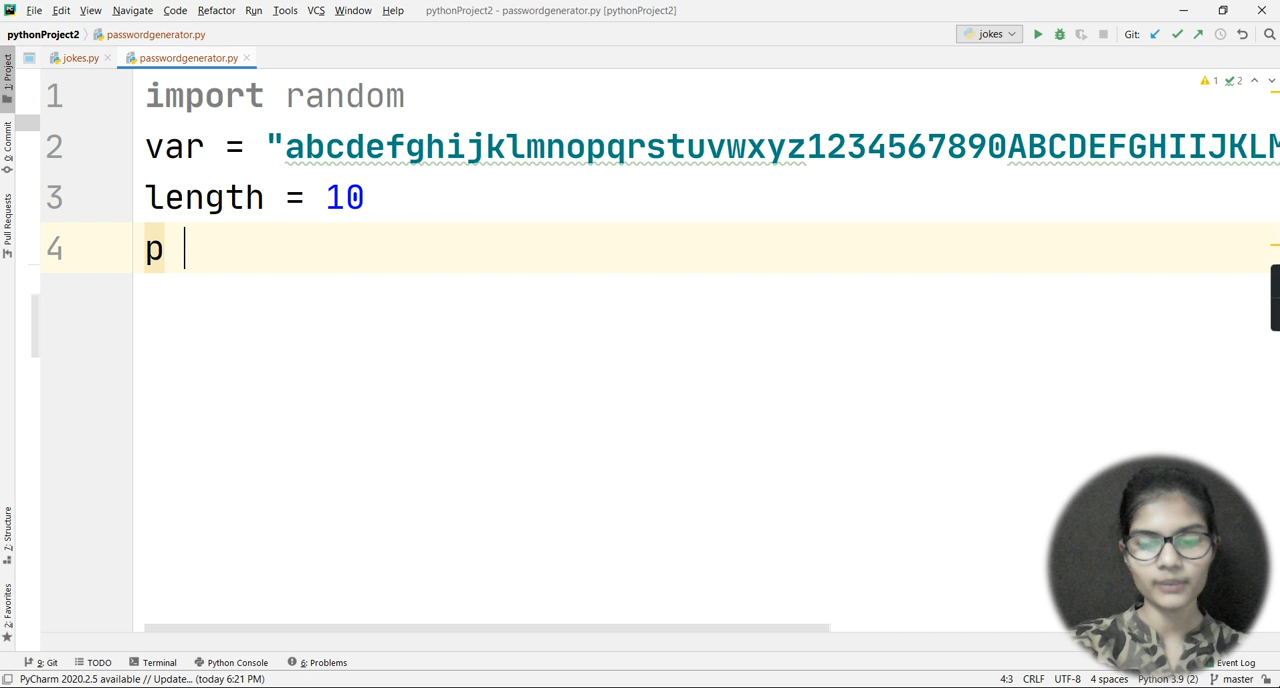 File Edit View Navigate Code Refactor Run Tools VCS Window Help pythonProject2 - passwordgenerator.py [pythonProject2]
pythonProject2 passwordgenerator.py jokes Git:
jokes.py passwordgenerator.py
1: Project
0: Commit
Pull Requests
7: Structure
2: Favorites
1 import random
2 var = "abcdefghijklmnopqrstuvwxyz1234567890ABCDEFGHIIJKLM
3 length = 10
4 p
1 2
9: Git TODO Terminal Python Console 6: Problems Event Log
PyCharm 2020.2.5 available // Update... (today 6:21 PM) 4:3 CRLF UTF-8 4 spaces Python 3.9 (2) master